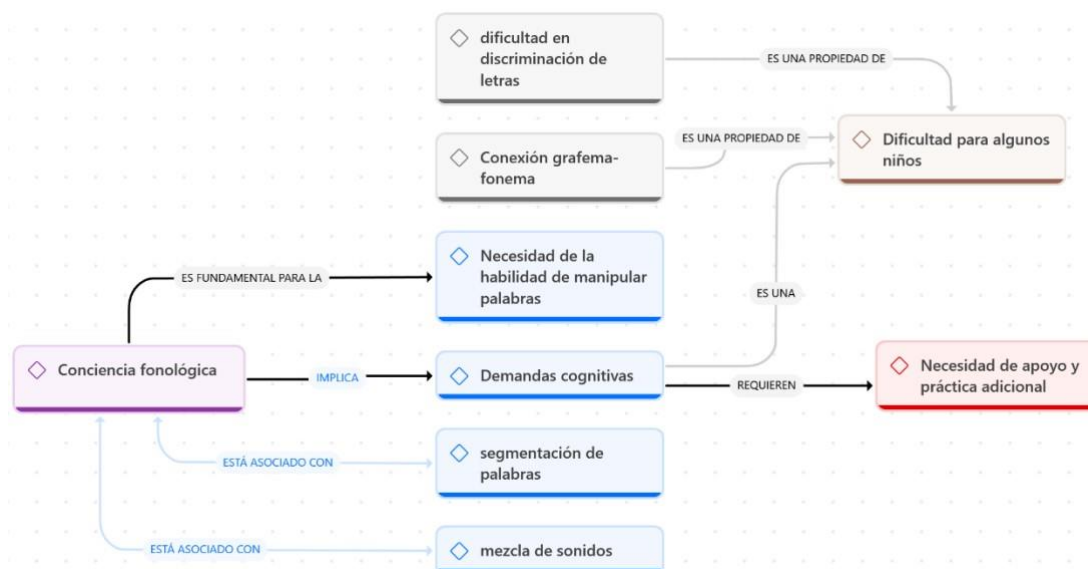 dificultad en
discriminación de
letras
ES UNA PROPIEDAD DE
Conexión grafema-
fonema
ES UNA PROPIEDAD DE
Dificultad para algunos
niños
Necesidad de la
habilidad de manipular
palabras
ES FUNDAMENTAL PARA LA
ES UNA
Conciencia fonológica
IMPLICA
Demandas cognitivas
REQUIEREN
Necesidad de apoyo y
práctica adicional
ESTÁ ASOCIADO CON
segmentación de
palabras
ESTÁ ASOCIADO CON
mezcla de sonidos